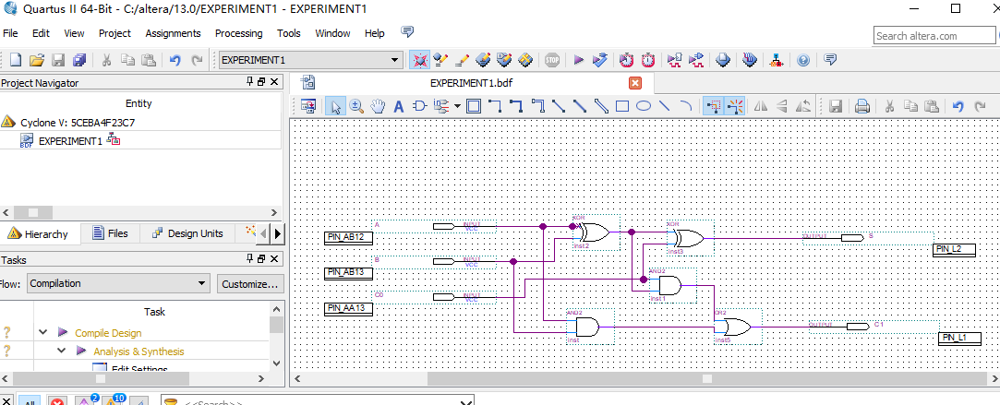 Quartus II 64-Bit - C:/altera/13.0/EXPERIMENT1 - EXPERIMENT1
File Edit View Project Assignments Processing Tools Window Help
Search altera.com
EXPERIMENT1
Project Navigator
EXPERIMENT1.bdf
Entity
Cyclone V: 5CEBA4F23C7
BDF EXPERIMENT1
Hierarchy Files Design Units
Tasks
Flow: Compilation Customize...
Task
Compile Design
Analysis & Synthesis
Edit Settings
All 2 10 <<Search>>
A INPUT VCC
PIN_AB12
B INPUT VCC
PIN_AB13
C0 INPUT VCC
PIN_AA13
XOR
inst2
XOR
inst3
AND2
inst1
AND2
inst
OR2
inst5
OUTPUT S
PIN_L2
OUTPUT C1
PIN_L1